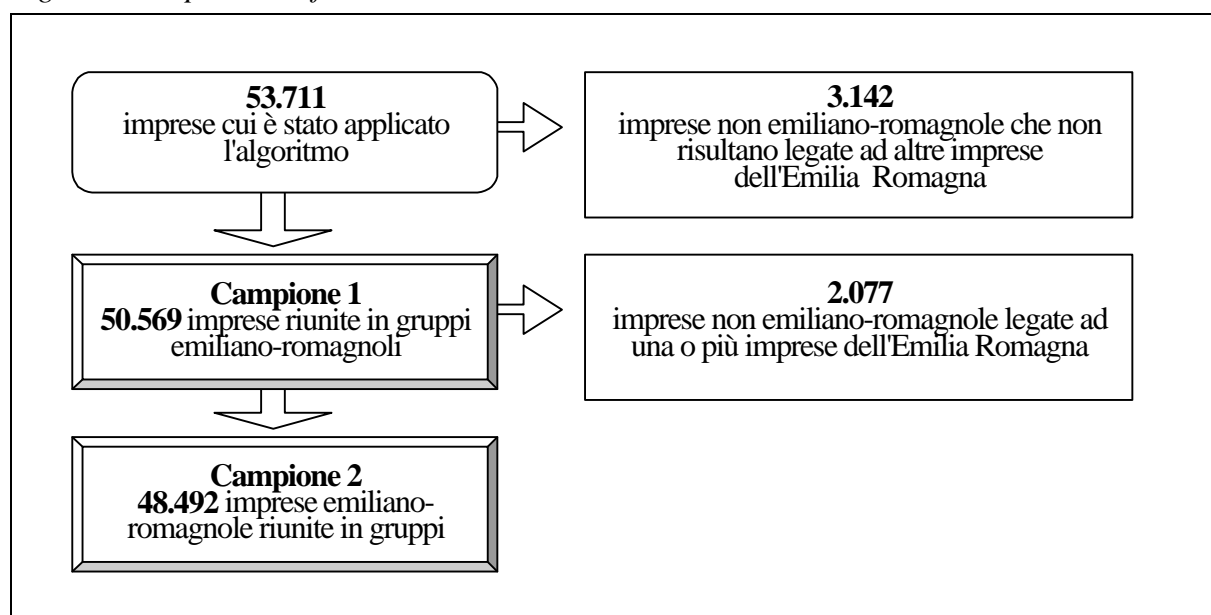 53.711
imprese cui è stato applicato
l'algoritmo
3.142
imprese non emiliano-romagnole che non
risultano legate ad altre imprese
dell'Emilia Romagna
Campione 1
50.569 imprese riunite in gruppi
emiliano-romagnoli
2.077
imprese non emiliano-romagnole legate ad
una o più imprese dell'Emilia Romagna
Campione 2
48.492 imprese emiliano-
romagnole riunite in gruppi